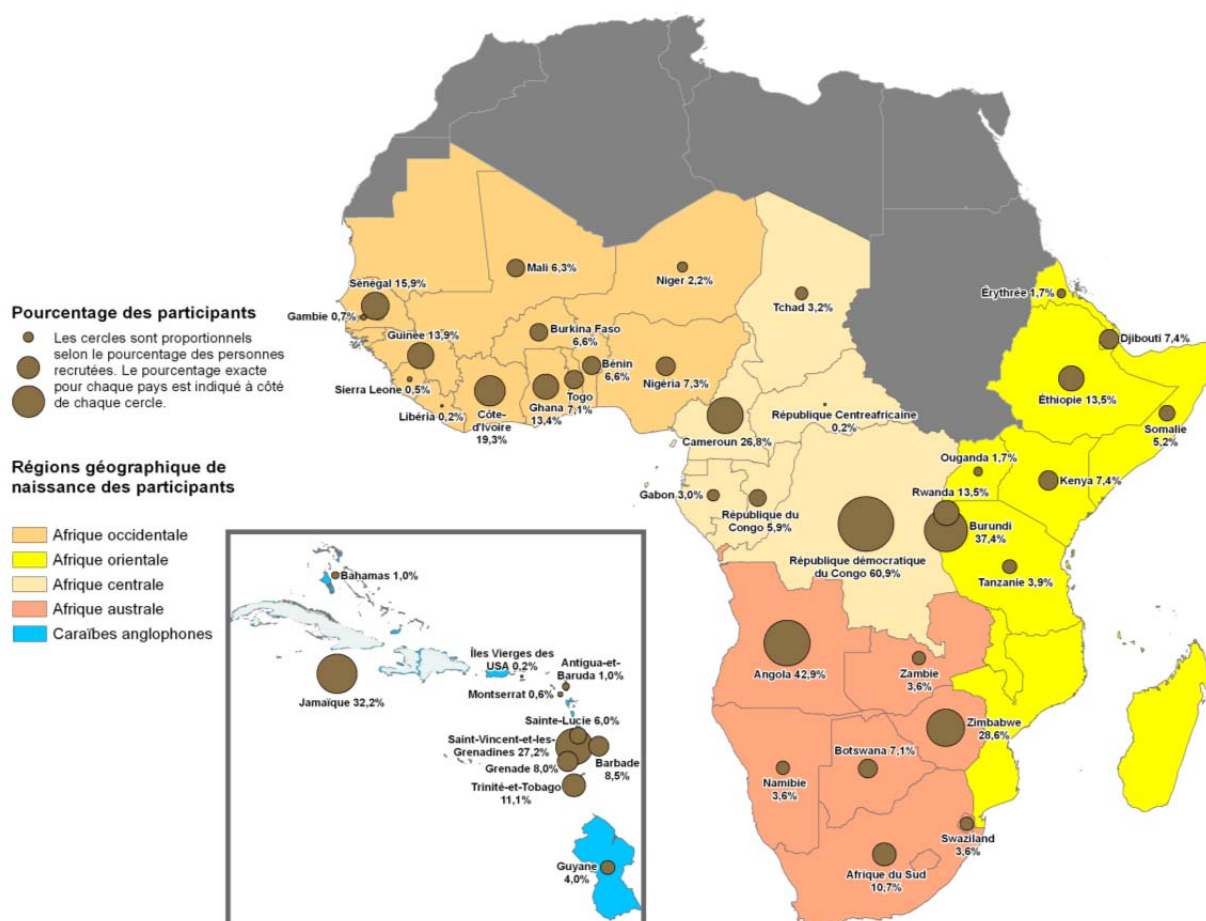 Pourcentage des participants
Les cercles sont proportionnels
selon le pourcentage des personnes
recrutées. Le pourcentage exacte
pour chaque pays est indiqué à côté
de chaque cercle.
Régions géographique de
naissance des participants
Afrique occidentale
Afrique orientale
Afrique centrale
Afrique australe
Caraïbes anglophones
Mali 6,3%
Niger 2,2%
Sénégal 15,9%
Gambie 0,7%
Guinée 13,9%
Burkina Faso
6,6%
Bénin
6,6%
Sierra Leone 0,5%
Libéria 0,2%
Côte-
d'Ivoire
19,3%
Ghana
13,4%
Togo
7,1%
Nigéria 7,3%
Tchad 3,2%
Cameroun 26,8%
République Centreafricaine
0,2%
Gabon 3,0%
République du
Congo 5,9%
République démocratique
du Congo 60,9%
Érythrée 1,7%
Djibouti 7,4%
Éthiopie 13,5%
Somalie
5,2%
Ouganda 1,7%
Kenya 7,4%
Rwanda 13,5%
Burundi
37,4%
Tanzanie 3,9%
Angola 42,9%
Zambie
3,6%
Zimbabwe
28,6%
Botswana 7,1%
Namibie
3,6%
Swaziland
3,6%
Afrique du Sud
10,7%
Bahamas 1,0%
Jamaïque 32,2%
Îles Vierges des
USA 0,2%
Antigua-et-
Baruda 1,0%
Montserrat 0,6%
Sainte-Lucie 6,0%
Saint-Vincent-et-les-
Grenadines 27,2%
Barbade
8,5%
Grenade 8,0%
Trinité-et-Tobago
11,1%
Guyane
4,0%